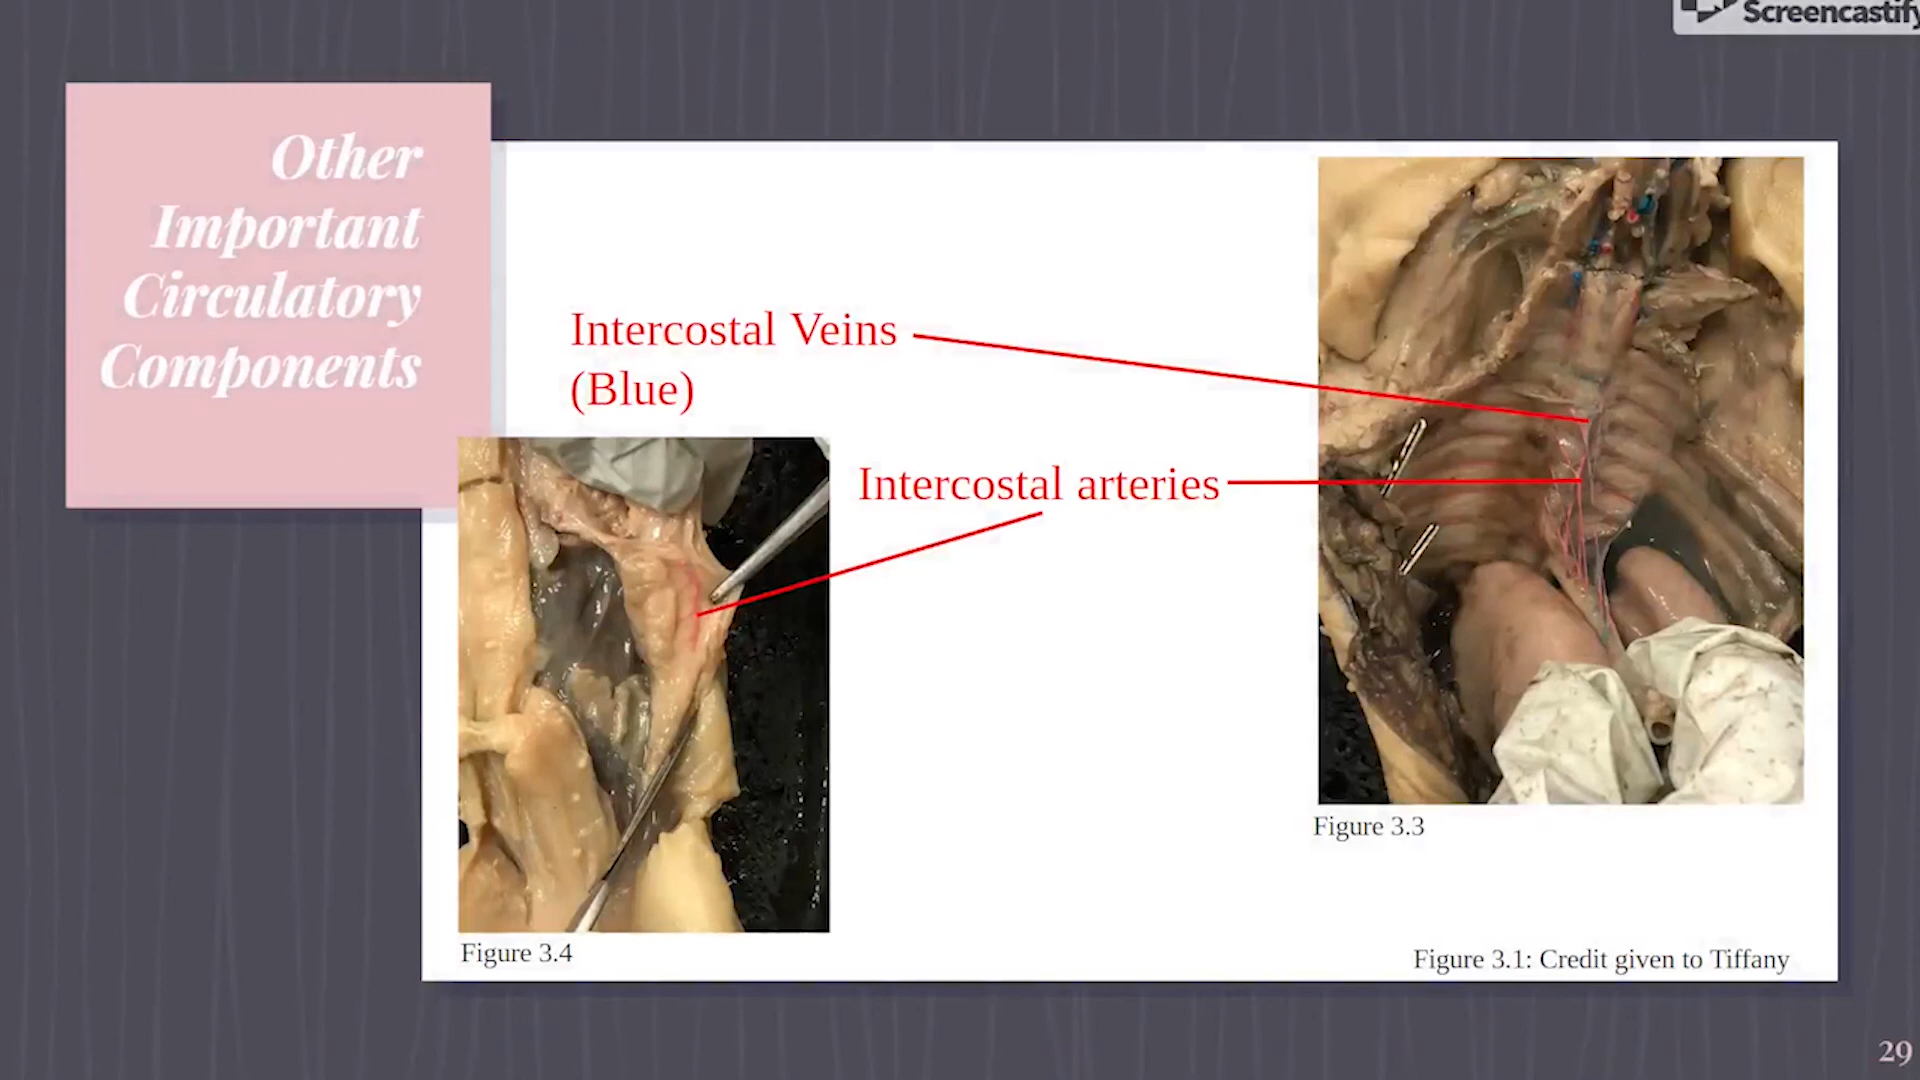 Screencastify
Other
Important
Circulatory
Components
Intercostal Veins
(Blue)
Intercostal arteries
Figure 3.3
Figure 3.4
Figure 3.1: Credit given to Tiffany
29